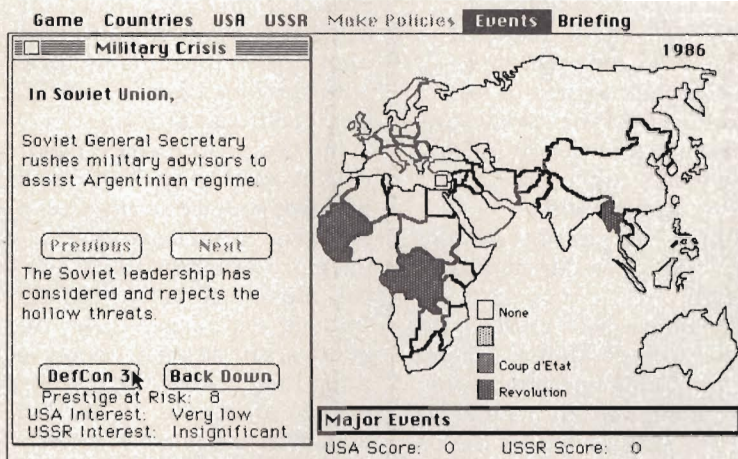 Game Countries USA USSR Make Policies Events Briefing
Military Crisis
In Soviet Union,
Soviet General Secretary
rushes military advisors to
assist Argentinian regime.
Previous Next
The Soviet leadership has
considered and rejects the
hollow threats.
DefCon 3 Back Down
Prestige at Risk: 8
USA Interest: Very low
USSR Interest: Insignificant
1986
None
Coup d'Etat
Revolution
Major Events
USA Score: 0 USSR Score: 0